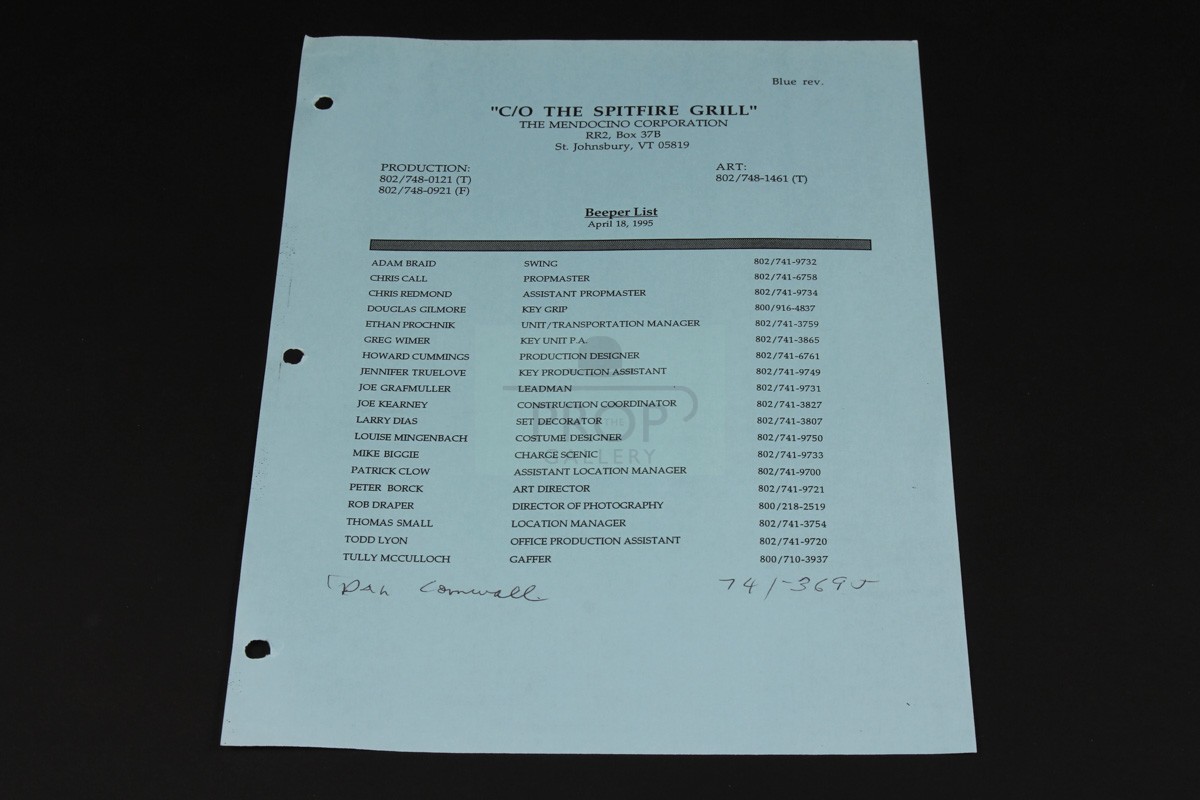 Blue rev.
"C/O THE SPITFIRE GRILL"
THE MENDOCINO CORPORATION
RR2, Box 37B
St. Johnsbury, VT 05819
PRODUCTION: ART:
802/748-0121 (T) 802/748-1461 (T)
802/748-0921 (F)
Beeper List
April 18, 1995
ADAM BRAID SWING 802/741-9732
CHRIS CALL PROPMASTER 802/741-6758
CHRIS REDMOND ASSISTANT PROPMASTER 802/741-9734
DOUGLAS GILMORE KEY GRIP 800/916-4837
ETHAN PROCHNIK UNIT/TRANSPORTATION MANAGER 802/741-3759
GREG WIMER KEY UNIT P.A. 802/741-3865
HOWARD CUMMINGS PRODUCTION DESIGNER 802/741-6761
JENNIFER TRUELOVE KEY PRODUCTION ASSISTANT 802/741-9749
JOE GRAFMULLER LEADMAN 802/741-9731
JOE KEARNEY CONSTRUCTION COORDINATOR 802/741-3827
LARRY DIAS SET DECORATOR 802/741-3807
LOUISE MINGENBACH COSTUME DESIGNER 802/741-9750
MIKE BIGGIE CHARGE SCENIC 802/741-9733
PATRICK CLOW ASSISTANT LOCATION MANAGER 802/741-9700
PETER BORCK ART DIRECTOR 802/741-9721
ROB DRAPER DIRECTOR OF PHOTOGRAPHY 800/218-2519
THOMAS SMALL LOCATION MANAGER 802/741-3754
TODD LYON OFFICE PRODUCTION ASSISTANT 802/741-9720
TULLY MCCULLOCH GAFFER 800/710-3937
Dan Cornwall 741-3695
THE
PROP
GALLERY